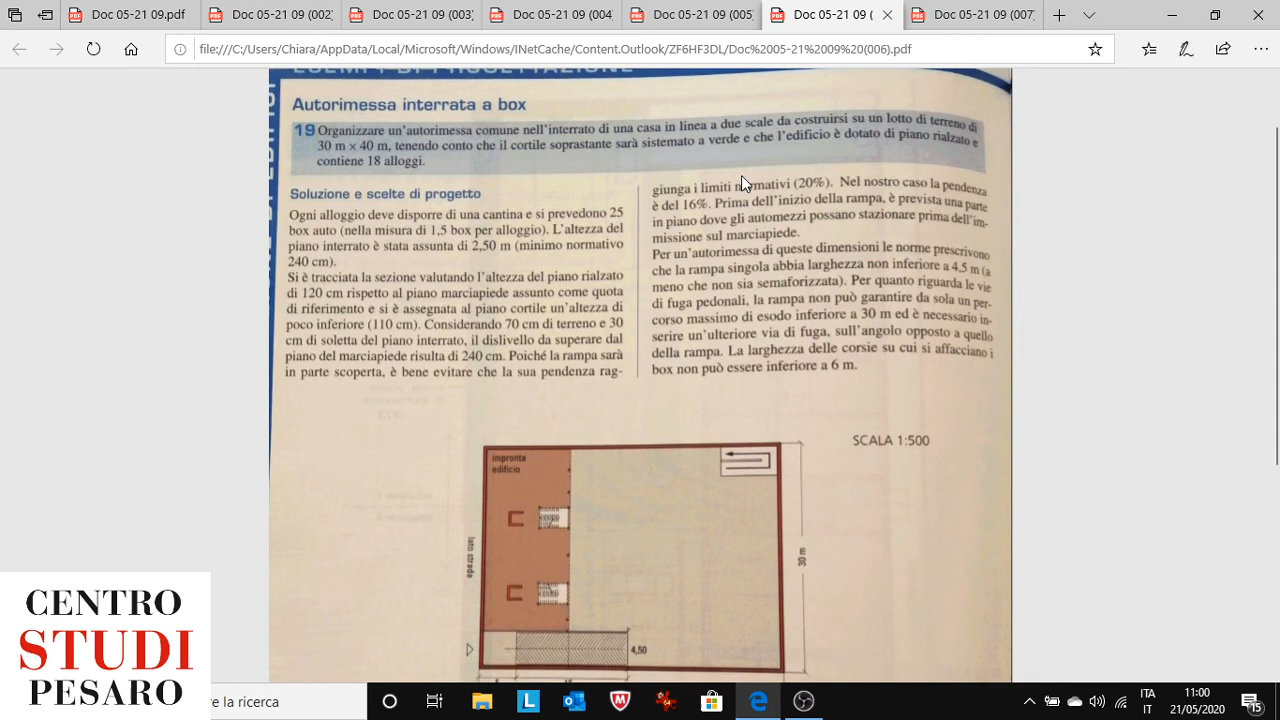 Doc 05-21 09.pdf
Doc 05-21 09 (002)
Doc 05-21 09 (003)
Doc 05-21 09 (004)
Doc 05-21 09 (005)
Doc 05-21 09 (
Doc 05-21 09 (007)
file:///C:/Users/Chiara/AppData/Local/Microsoft/Windows/INetCache/Content.Outlook/ZF6HF3DL/Doc%2005-21%2009%20(006).pdf
Autorimessa interrata a box
19 Organizzare un'autorimessa comune nell'interrato di una casa in linea a due scale da costruirsi su un lotto di terreno di
30 m × 40 m, tenendo conto che il cortile soprastante sarà sistemato a verde e che l'edificio è dotato di piano rialzato e
contiene 18 alloggi.
Soluzione e scelte di progetto
Ogni alloggio deve disporre di una cantina e si prevedono 25
box auto (nella misura di 1,5 box per alloggio). L'altezza del
piano interrato è stata assunta di 2,50 m (minimo normativo
240 cm).
Si è tracciata la sezione valutando l'altezza del piano rialzato
di 120 cm rispetto al piano marciapiede assunto come quota
di riferimento e si è assegnata al piano cortile un'altezza di
poco inferiore (110 cm). Considerando 70 cm di terreno e 30
cm di soletta del piano interrato, il dislivello da superare dal
piano del marciapiede risulta di 240 cm. Poiché la rampa sarà
in parte scoperta, è bene evitare che la sua pendenza rag-
giunga i limiti normativi (20%). Nel nostro caso la pendenza
è del 16%. Prima dell'inizio della rampa, è prevista una parte
in piano dove gli automezzi possano stazionare prima dell'im-
missione sul marciapiede.
Per un'autorimessa di queste dimensioni le norme prescrivono
che la rampa singola abbia larghezza non inferiore a 4,5 m (a
meno che non sia semaforizzata). Per quanto riguarda le vie
di fuga pedonali, la rampa non può garantire da sola un per-
corso massimo di esodo inferiore a 30 m ed è necessario in-
serire un'ulteriore via di fuga, sull'angolo opposto a quello
della rampa. La larghezza delle corsie su cui si affacciano i
box non può essere inferiore a 6 m.
SCALA 1:500
impronta
edificio
lato strada
30 m
4,50
CENTRO
STUDI
PESARO
re la ricerca
L
64
ITA
IT
11:00
21/05/2020
15